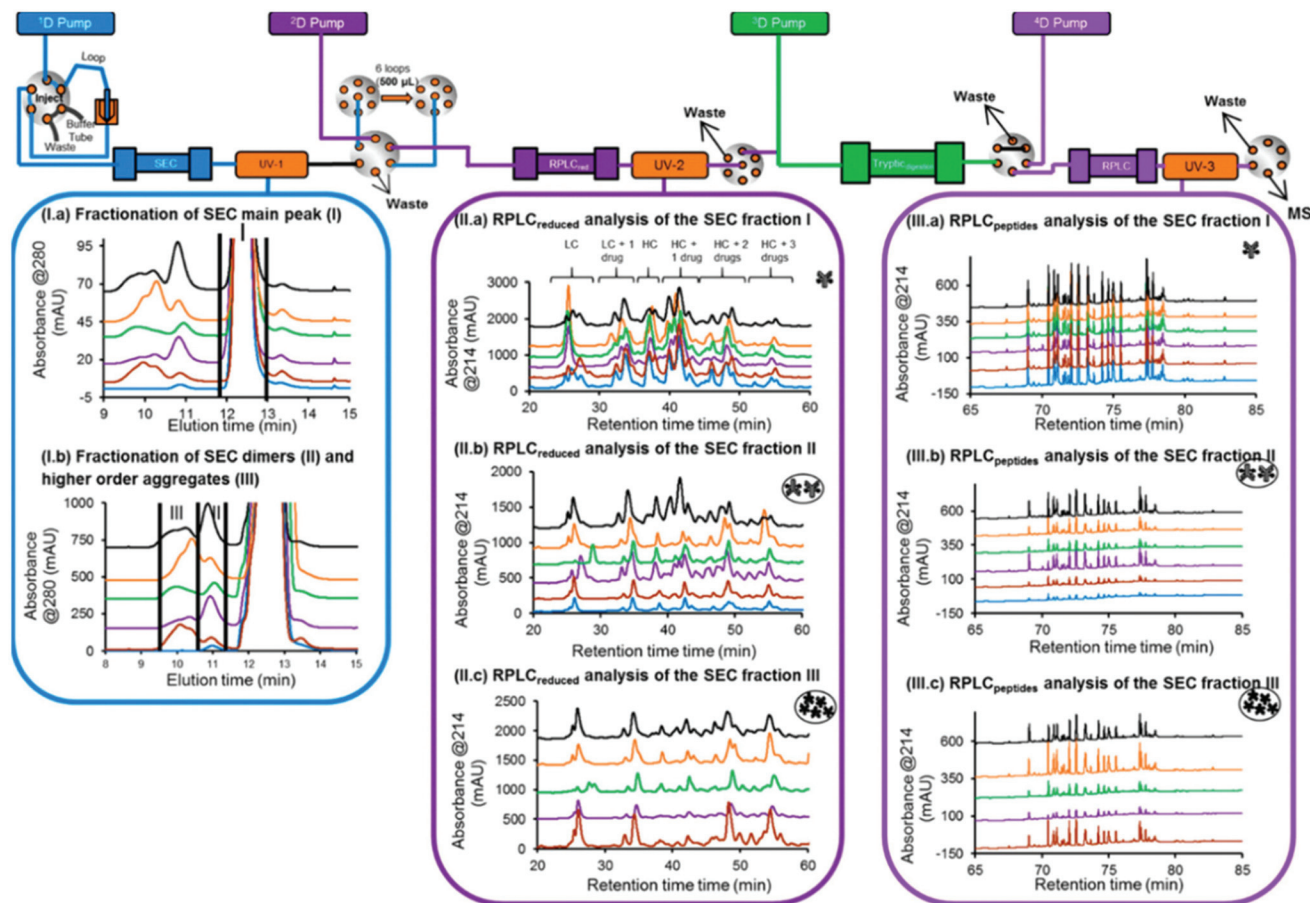 ¹D Pump
²D Pump
³D Pump
⁴D Pump
Loop
Inject
Buffer
Tube
Waste
6 loops
(500 µL)
Waste
Waste
Waste
Waste
SEC
UV-1
RPLCred
UV-2
Tryptic digestion
RPLC
UV-3
MS
(I.a) Fractionation of SEC main peak (I)
I
Absorbance @280
(mAU)
95
70
45
20
-5
9 10 11 12 13 14 15
Elution time (min)
(I.b) Fractionation of SEC dimers (II) and
higher order aggregates (III)
III
II
Absorbance
@280 (mAU)
750
500
250
0
8 9 10 11 12 13 14 15
Elution time (min)
(II.a) RPLCreduced analysis of the SEC fraction I
LC
LC + 1
drug
HC
HC +
1 drug
HC + 2
drugs
HC + 3
drugs
Absorbance
@214 (mAU)
3000
2000
1000
0
20 30 40 50 60
Retention time time (min)
(II.b) RPLCreduced analysis of the SEC fraction II
Absorbance @214
(mAU)
2000
1500
1000
500
0
20 30 40 50 60
Retention time time (min)
(II.c) RPLCreduced analysis of the SEC fraction III
Absorbance @214
(mAU)
2500
2000
1500
1000
500
0
20 30 40 50 60
Retention time time (min)
(III.a) RPLCpeptides analysis of the SEC fraction I
Absorbance @214
(mAU)
600
350
100
-150
65 70 75 80 85
Retention time (min)
(III.b) RPLCpeptides analysis of the SEC fraction II
Absorbance @214
(mAU)
600
350
100
-150
65 70 75 80 85
Retention time (min)
(III.c) RPLCpeptides analysis of the SEC fraction III
Absorbance @214
(mAU)
600
350
100
-150
65 70 75 80 85
Retention time (min)